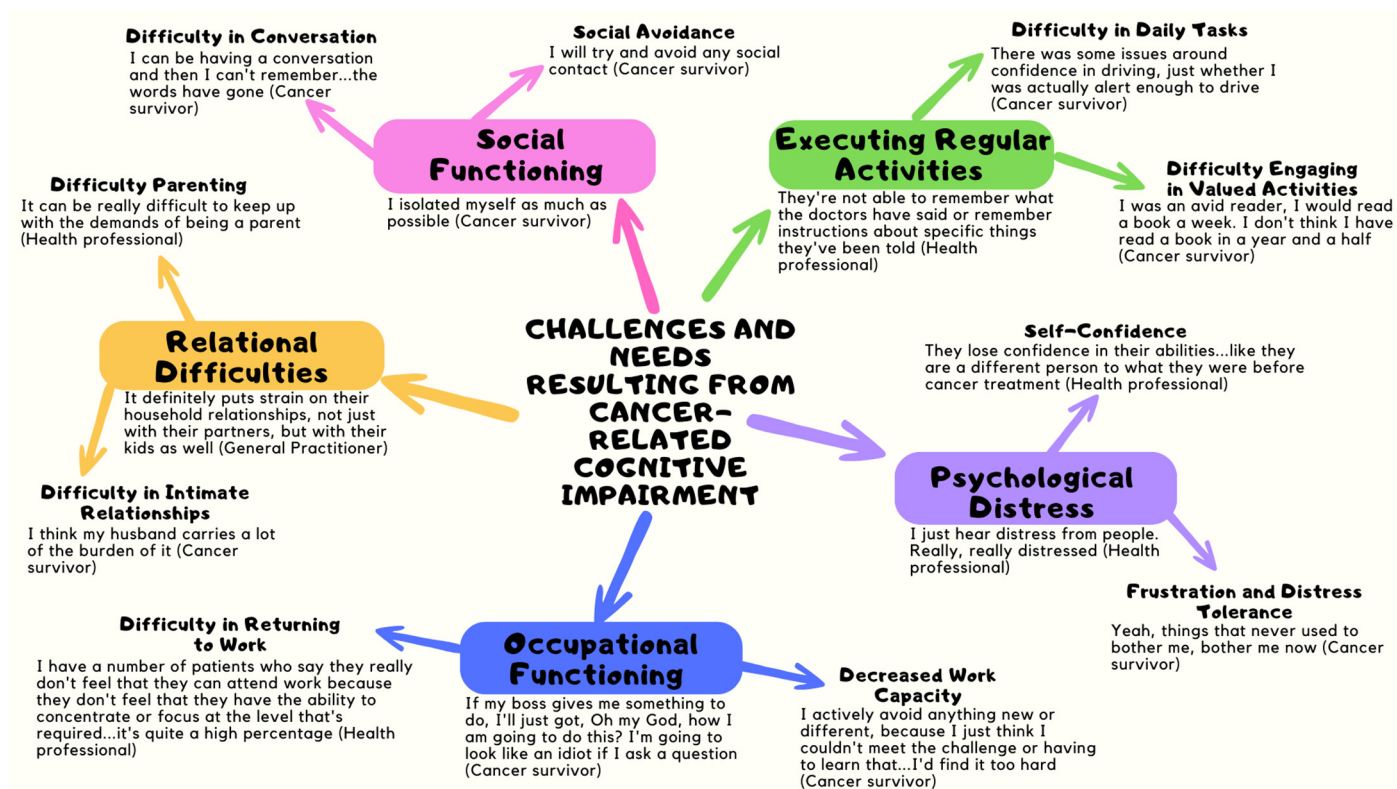 Difficulty in Conversation
I can be having a conversation
and then I can't remember...the
words have gone (Cancer
survivor)
Social Avoidance
I will try and avoid any social
contact (Cancer survivor)
Social
Functioning
I isolated myself as much as
possible (Cancer survivor)
Difficulty in Daily Tasks
There was some issues around
confidence in driving, just whether I
was actually alert enough to drive
(Cancer survivor)
Executing Regular
Activities
They're not able to remember what
the doctors have said or remember
instructions about specific things
they've been told (Health
professional)
Difficulty Engaging
in Valued Activities
I was an avid reader, I would read
a book a week. I don't think I have
read a book in a year and a half
(Cancer survivor)
Difficulty Parenting
It can be really difficult to keep up
with the demands of being a parent
(Health professional)
Relational
Difficulties
It definitely puts strain on their
household relationships, not just
with their partners, but with their
kids as well (General Practitioner)
Difficulty in Intimate
Relationships
I think my husband carries a lot
of the burden of it (Cancer
survivor)
CHALLENGES AND
NEEDS
RESULTING FROM
CANCER-
RELATED
COGNITIVE
IMPAIRMENT
Self-Confidence
They lose confidence in their abilities...like they
are a different person to what they were before
cancer treatment (Health professional)
Psychological
Distress
I just hear distress from people.
Really, really distressed (Health
professional)
Frustration and Distress
Tolerance
Yeah, things that never used to
bother me, bother me now (Cancer
survivor)
Difficulty in Returning
to Work
I have a number of patients who say they really
don't feel that they can attend work because
they don't feel that they have the ability to
concentrate or focus at the level that's
required...it's quite a high percentage (Health
professional)
Occupational
Functioning
If my boss gives me something to
do, I'll just got, Oh my God, how I
am going to do this? I'm going to
look like an idiot if I ask a question
(Cancer survivor)
Decreased Work
Capacity
I actively avoid anything new or
different, because I just think I
couldn't meet the challenge or having
to learn that...I'd find it too hard
(Cancer survivor)